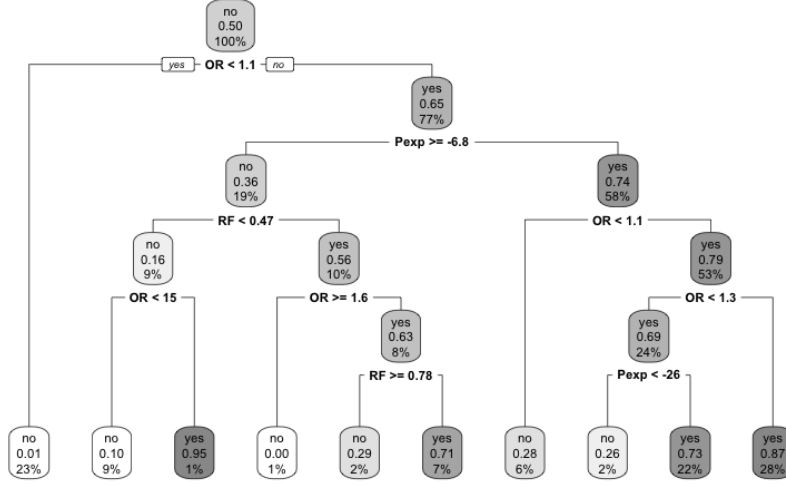 no
0.50
100%
yes OR < 1.1 no
yes
0.65
77%
Pexp >= -6.8
no
0.36
19%
yes
0.74
58%
RF < 0.47
OR < 1.1
no
0.16
9%
yes
0.56
10%
yes
0.79
53%
OR < 15
OR >= 1.6
OR < 1.3
yes
0.63
8%
yes
0.69
24%
RF >= 0.78
Pexp < -26
no
0.01
23%
no
0.10
9%
yes
0.95
1%
no
0.00
1%
no
0.29
2%
yes
0.71
7%
no
0.28
6%
no
0.26
2%
yes
0.73
22%
yes
0.87
28%